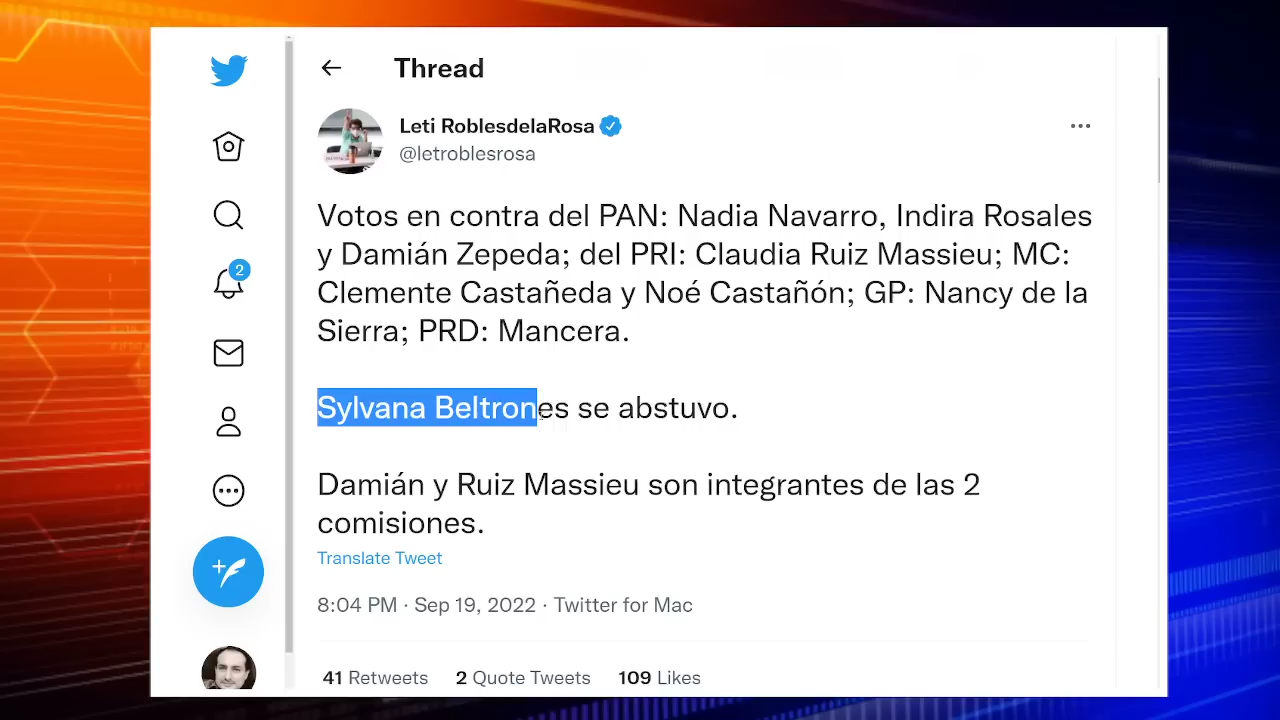 Thread
Leti RoblesdelaRosa
@letroblesrosa
2
Votos en contra del PAN: Nadia Navarro, Indira Rosales
y Damián Zepeda; del PRI: Claudia Ruiz Massieu; MC:
Clemente Castañeda y Noé Castañón; GP: Nancy de la
Sierra; PRD: Mancera.
Sylvana Beltrones se abstuvo.
Damián y Ruiz Massieu son integrantes de las 2
comisiones.
Translate Tweet
8:04 PM · Sep 19, 2022 · Twitter for Mac
41 Retweets 2 Quote Tweets 109 Likes